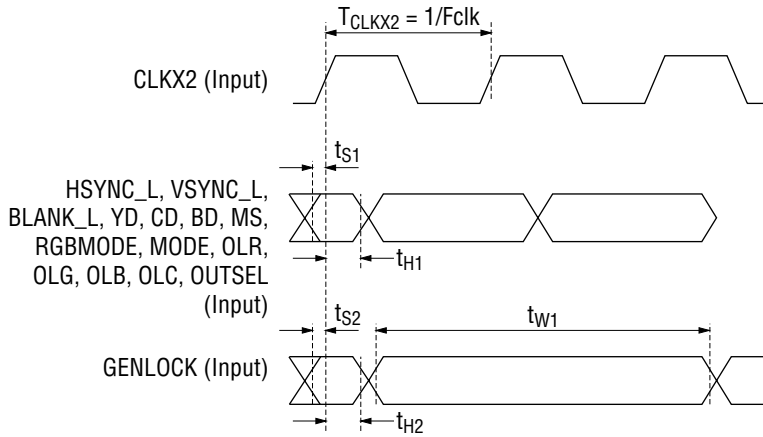 T_CLKX2 = 1/Fclk
CLKX2 (Input)
t_S1
HSYNC_L, VSYNC_L,
BLANK_L, YD, CD, BD, MS,
RGBMODE, MODE, OLR,
OLG, OLB, OLC, OUTSEL
(Input)
t_H1
t_S2
t_W1
GENLOCK (Input)
t_H2